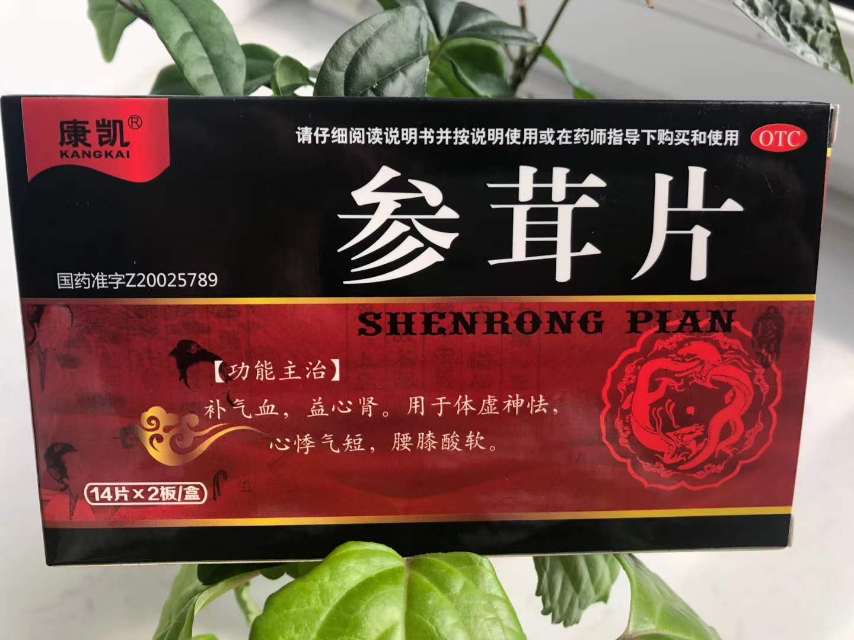 康凯®
KANGKAI
请仔细阅读说明书并按说明使用或在药师指导下购买和使用
OTC
参茸片
国药准字Z20025789
SHENRONG PIAN
【功能主治】
补气血，益心肾。用于体虚神怯，
心悸气短，腰膝酸软。
14片×2板/盒